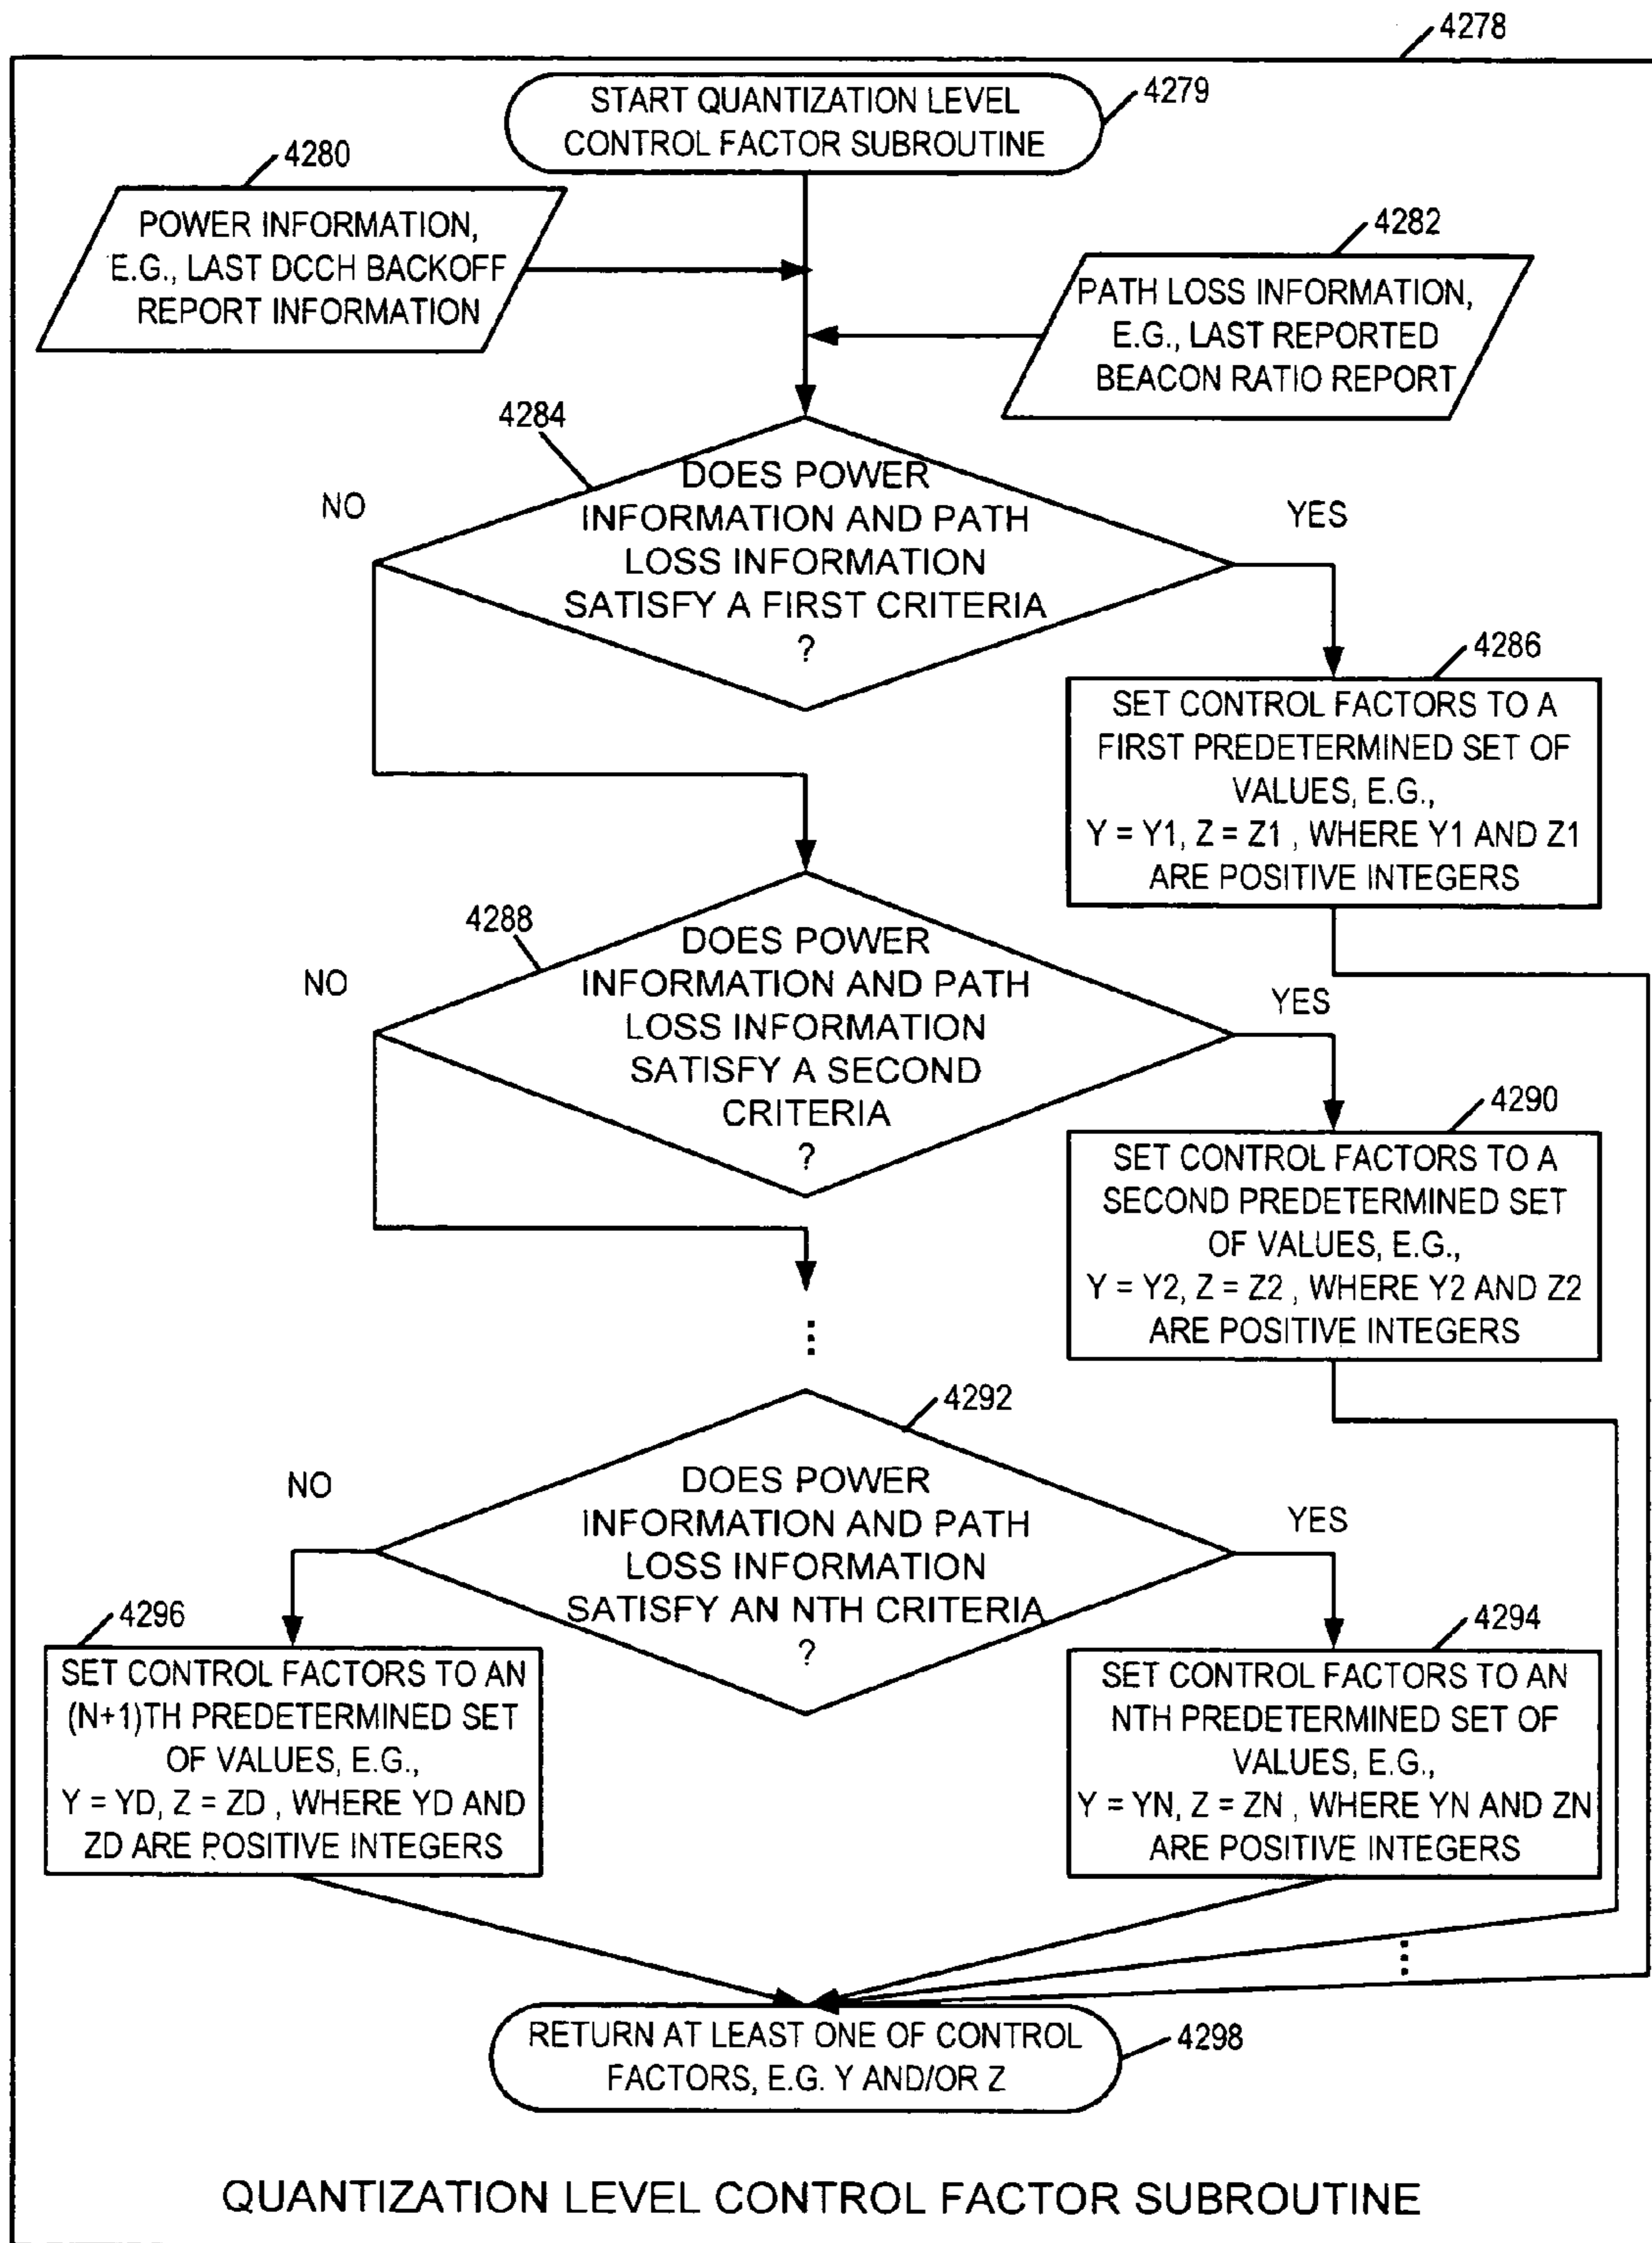 4278
START QUANTIZATION LEVEL
CONTROL FACTOR SUBROUTINE
4279
4280
POWER INFORMATION,
E.G., LAST DCCH BACKOFF
REPORT INFORMATION
4282
PATH LOSS INFORMATION,
E.G., LAST REPORTED
BEACON RATIO REPORT
4284
NO
DOES POWER
INFORMATION AND PATH
LOSS INFORMATION
SATISFY A FIRST CRITERIA
?
YES
4286
SET CONTROL FACTORS TO A
FIRST PREDETERMINED SET OF
VALUES, E.G.,
Y = Y1, Z = Z1 , WHERE Y1 AND Z1
ARE POSITIVE INTEGERS
4288
NO
DOES POWER
INFORMATION AND PATH
LOSS INFORMATION
SATISFY A SECOND
CRITERIA
?
YES
4290
SET CONTROL FACTORS TO A
SECOND PREDETERMINED SET
OF VALUES, E.G.,
Y = Y2, Z = Z2 , WHERE Y2 AND Z2
ARE POSITIVE INTEGERS
4292
NO
DOES POWER
INFORMATION AND PATH
LOSS INFORMATION
SATISFY AN NTH CRITERIA
?
YES
4296
SET CONTROL FACTORS TO AN
(N+1)TH PREDETERMINED SET
OF VALUES, E.G.,
Y = YD, Z = ZD , WHERE YD AND
ZD ARE POSITIVE INTEGERS
4294
SET CONTROL FACTORS TO AN
NTH PREDETERMINED SET OF
VALUES, E.G.,
Y = YN, Z = ZN , WHERE YN AND ZN
ARE POSITIVE INTEGERS
RETURN AT LEAST ONE OF CONTROL
FACTORS, E.G. Y AND/OR Z
4298
QUANTIZATION LEVEL CONTROL FACTOR SUBROUTINE